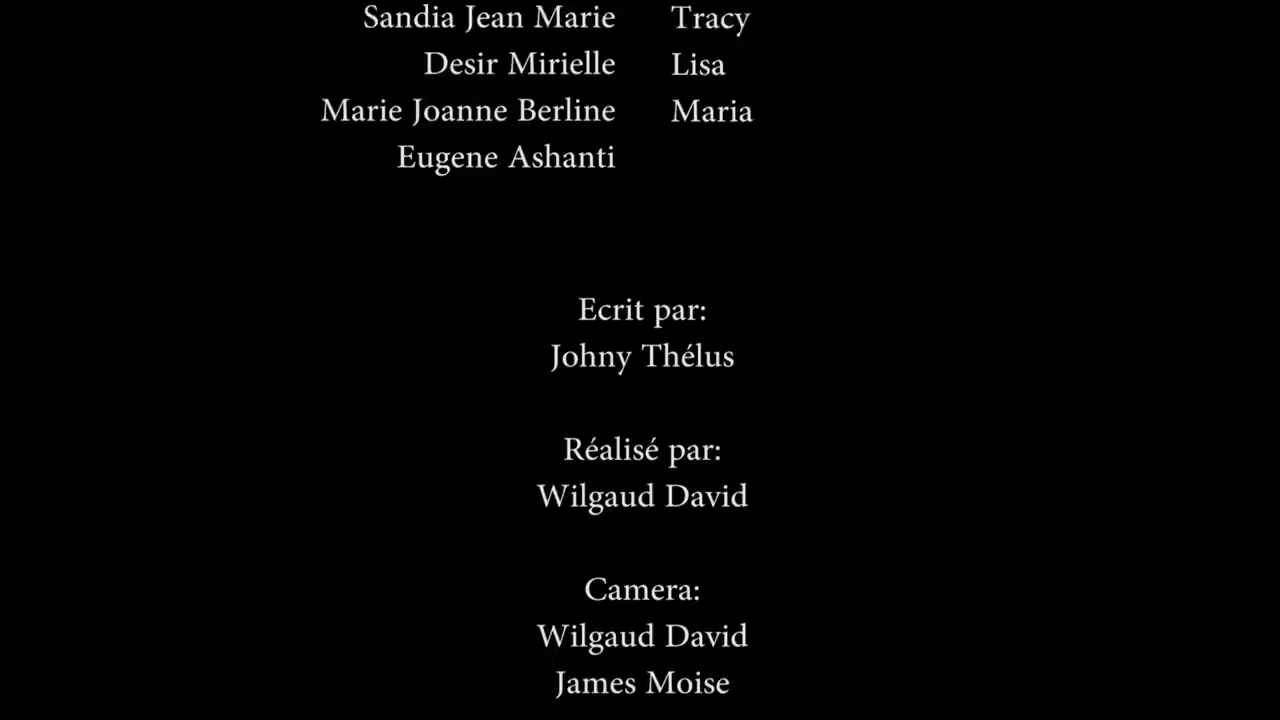 Sandia Jean Marie Tracy
Desir Mirielle Lisa
Marie Joanne Berline Maria
Eugene Ashanti
Ecrit par:
Johny Thélus
Réalisé par:
Wilgaud David
Camera:
Wilgaud David
James Moise